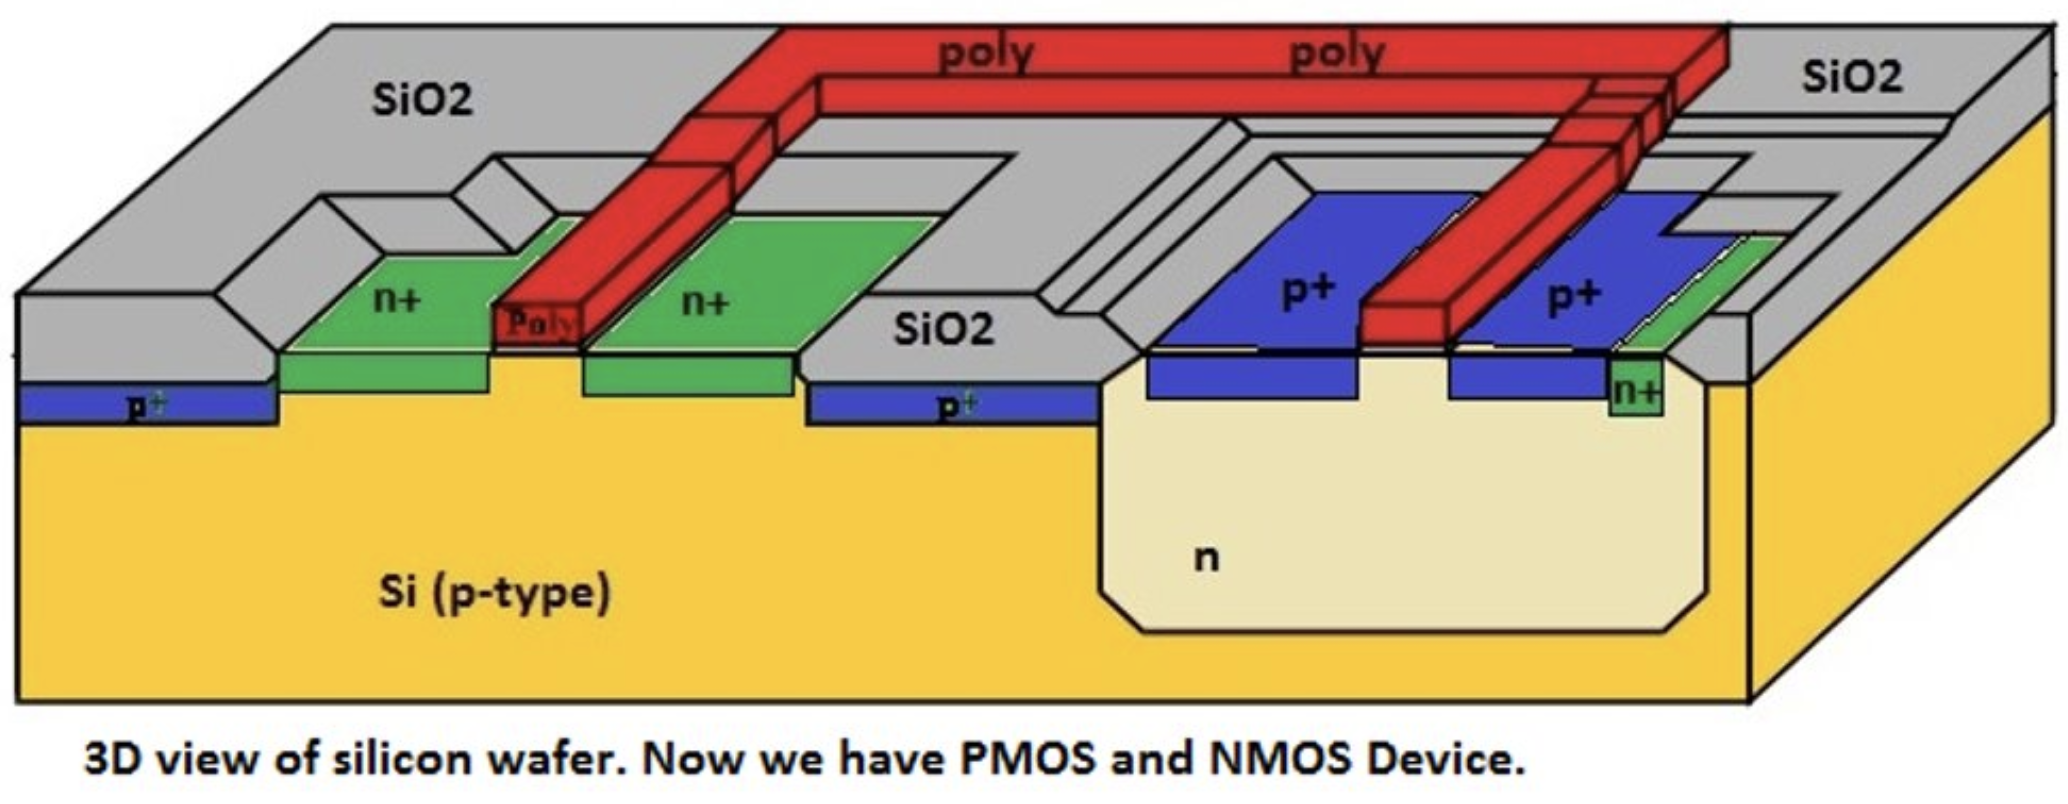 poly poly
SiO2 SiO2
n+ n+ p+ p+
Poly SiO2
p+ p+ n+
n
Si (p-type)
3D view of silicon wafer. Now we have PMOS and NMOS Device.